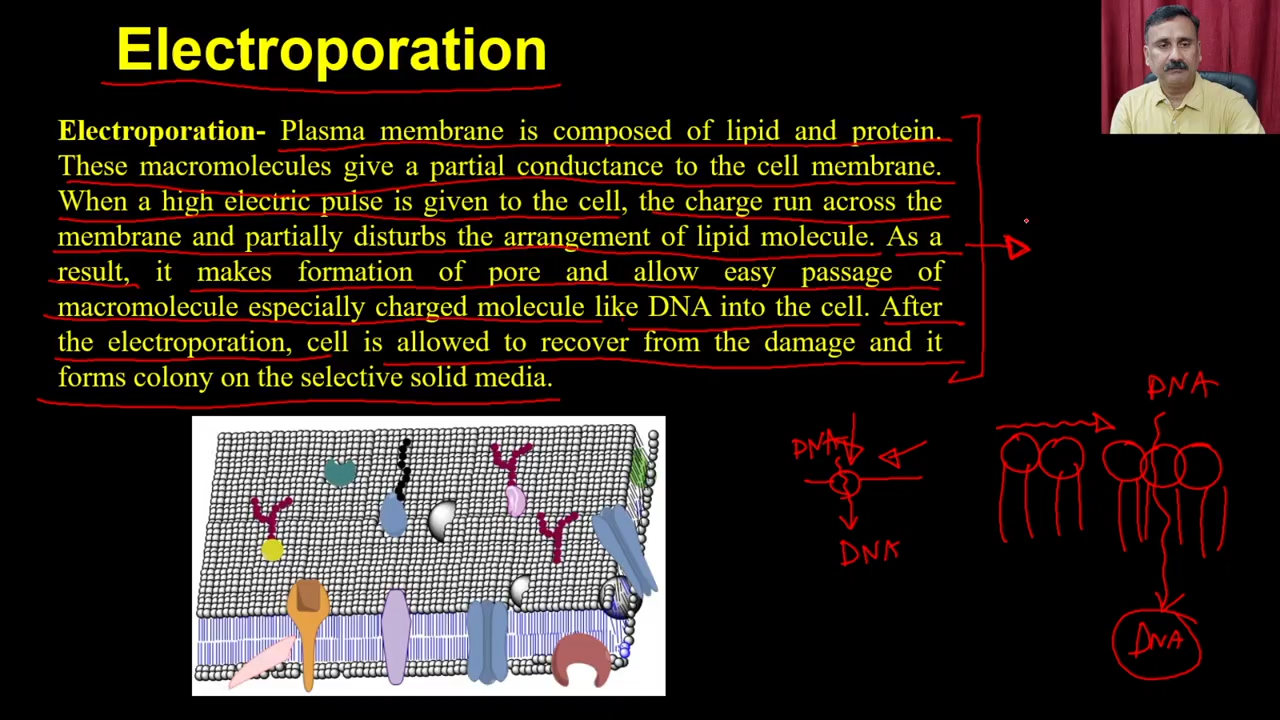 Electroporation
Electroporation- Plasma membrane is composed of lipid and protein.
These macromolecules give a partial conductance to the cell membrane.
When a high electric pulse is given to the cell, the charge run across the
membrane and partially disturbs the arrangement of lipid molecule. As a
result, it makes formation of pore and allow easy passage of
macromolecule especially charged molecule like DNA into the cell. After
the electroporation, cell is allowed to recover from the damage and it
forms colony on the selective solid media.
DNA
DNA
DNA
DNA